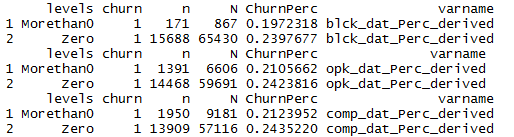 levels churn n N ChurnPerc varname
1 Morethan0 1 171 867 0.1972318 blck_dat_Perc_derived
2 Zero 1 15688 65430 0.2397677 blck_dat_Perc_derived
levels churn n N ChurnPerc varname
1 Morethan0 1 1391 6606 0.2105662 opk_dat_Perc_derived
2 Zero 1 14468 59691 0.2423816 opk_dat_Perc_derived
levels churn n N ChurnPerc varname
1 Morethan0 1 1950 9181 0.2123952 comp_dat_Perc_derived
2 Zero 1 13909 57116 0.2435220 comp_dat_Perc_derived